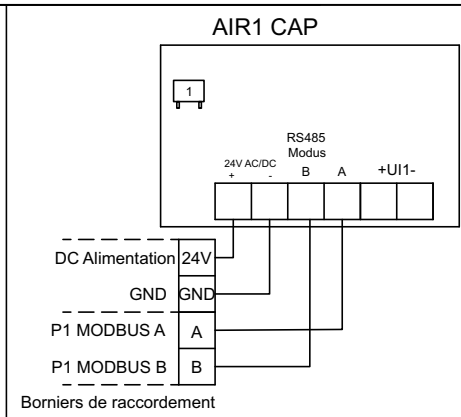 AIR1 CAP
1
RS485
Modus
24V AC/DC
+ - B A +UI1-
DC Alimentation 24V
GND GND
P1 MODBUS A A
P1 MODBUS B B
Borniers de raccordement